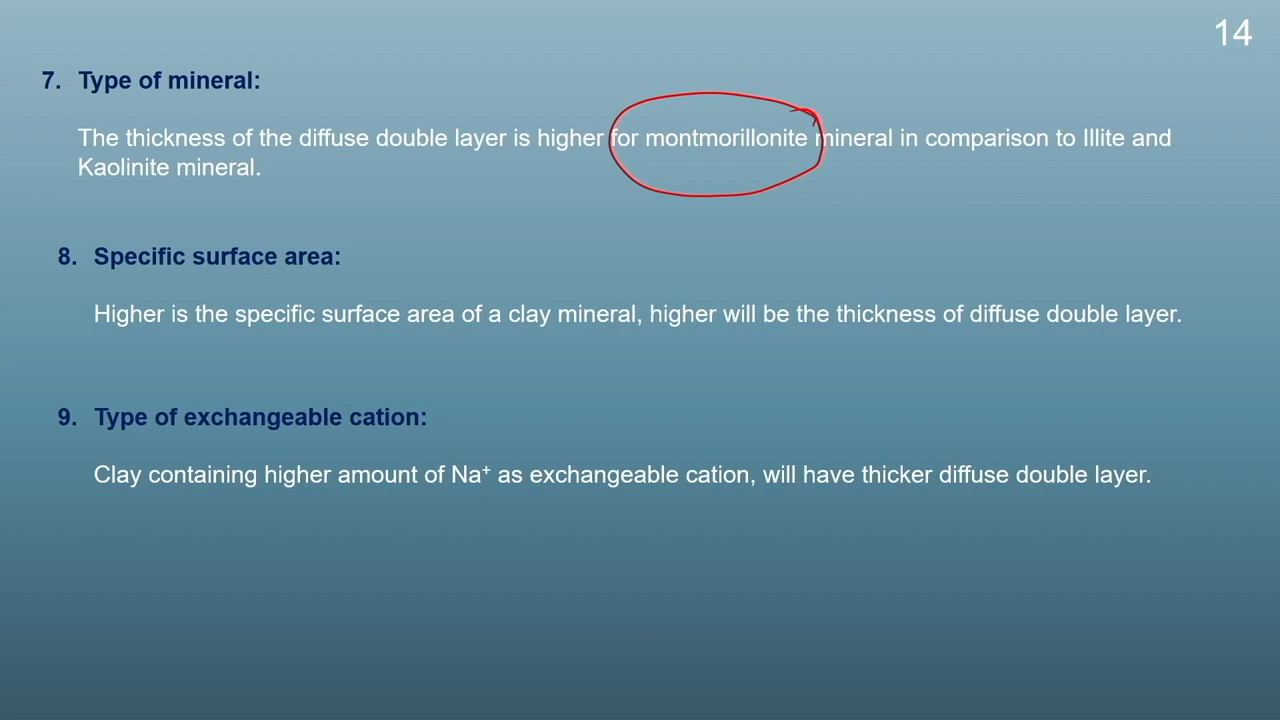 14
7. Type of mineral:
The thickness of the diffuse double layer is higher for montmorillonite mineral in comparison to Illite and
Kaolinite mineral.
8. Specific surface area:
Higher is the specific surface area of a clay mineral, higher will be the thickness of diffuse double layer.
9. Type of exchangeable cation:
Clay containing higher amount of Na⁺ as exchangeable cation, will have thicker diffuse double layer.